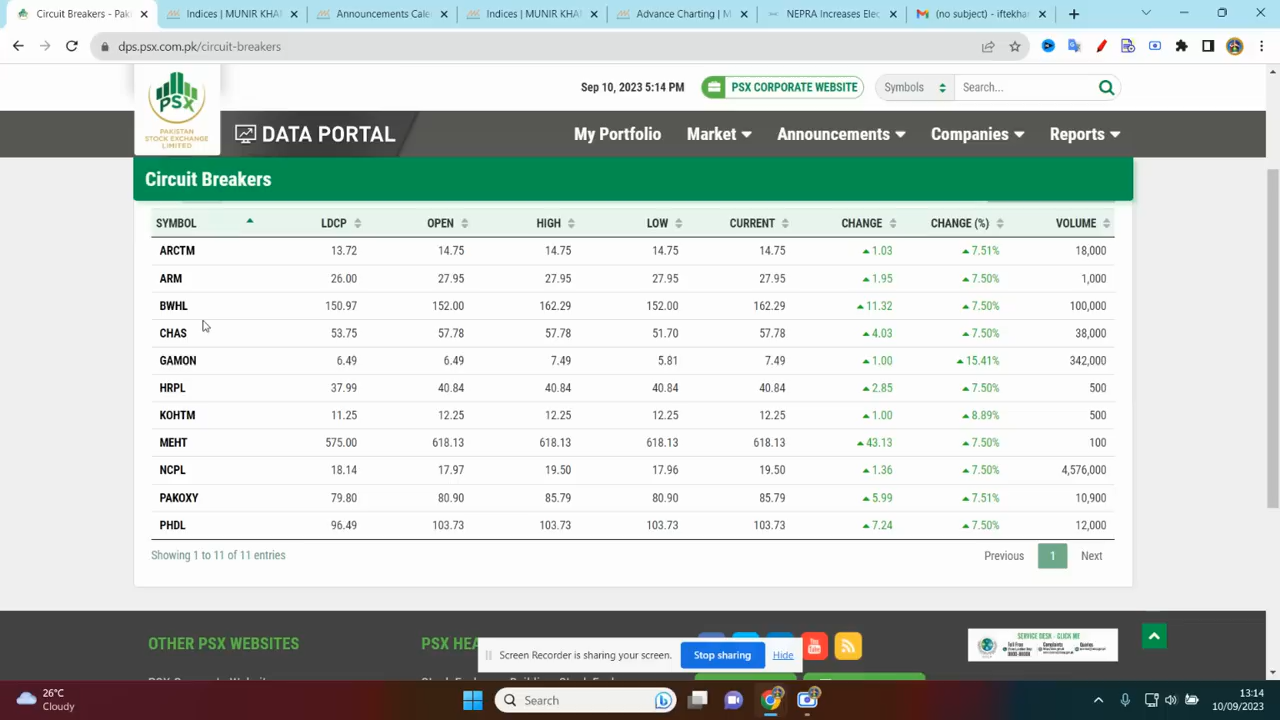 Circuit Breakers - Pak
Indices | MUNIR KHA
Announcements Cale
Indices | MUNIR KHA
Advance Charting | M
NEPRA Increases Elec
(no subject) - iftekhar
dps.psx.com.pk/circuit-breakers
PSX
PAKISTAN
STOCK EXCHANGE
LIMITED
Sep 10, 2023 5:14 PM
PSX CORPORATE WEBSITE
Symbols
Search...
DATA PORTAL
My Portfolio Market Announcements Companies Reports
Circuit Breakers
SYMBOL LDCP OPEN HIGH LOW CURRENT CHANGE CHANGE (%) VOLUME
ARCTM 13.72 14.75 14.75 14.75 14.75 1.03 7.51% 18,000
ARM 26.00 27.95 27.95 27.95 27.95 1.95 7.50% 1,000
BWHL 150.97 152.00 162.29 152.00 162.29 11.32 7.50% 100,000
CHAS 53.75 57.78 57.78 51.70 57.78 4.03 7.50% 38,000
GAMON 6.49 6.49 7.49 5.81 7.49 1.00 15.41% 342,000
HRPL 37.99 40.84 40.84 40.84 40.84 2.85 7.50% 500
KOHTM 11.25 12.25 12.25 12.25 12.25 1.00 8.89% 500
MEHT 575.00 618.13 618.13 618.13 618.13 43.13 7.50% 100
NCPL 18.14 17.97 19.50 17.96 19.50 1.36 7.50% 4,576,000
PAKOXY 79.80 80.90 85.79 80.90 85.79 5.99 7.51% 10,900
PHDL 96.49 103.73 103.73 103.73 103.73 7.24 7.50% 12,000
Showing 1 to 11 of 11 entries
Previous 1 Next
OTHER PSX WEBSITES
PSX HEA
SERVICE DESK - CLICK ME
Screen Recorder is sharing your screen.
Stop sharing
Hide
26°C
Cloudy
Search
13:14
10/09/2023